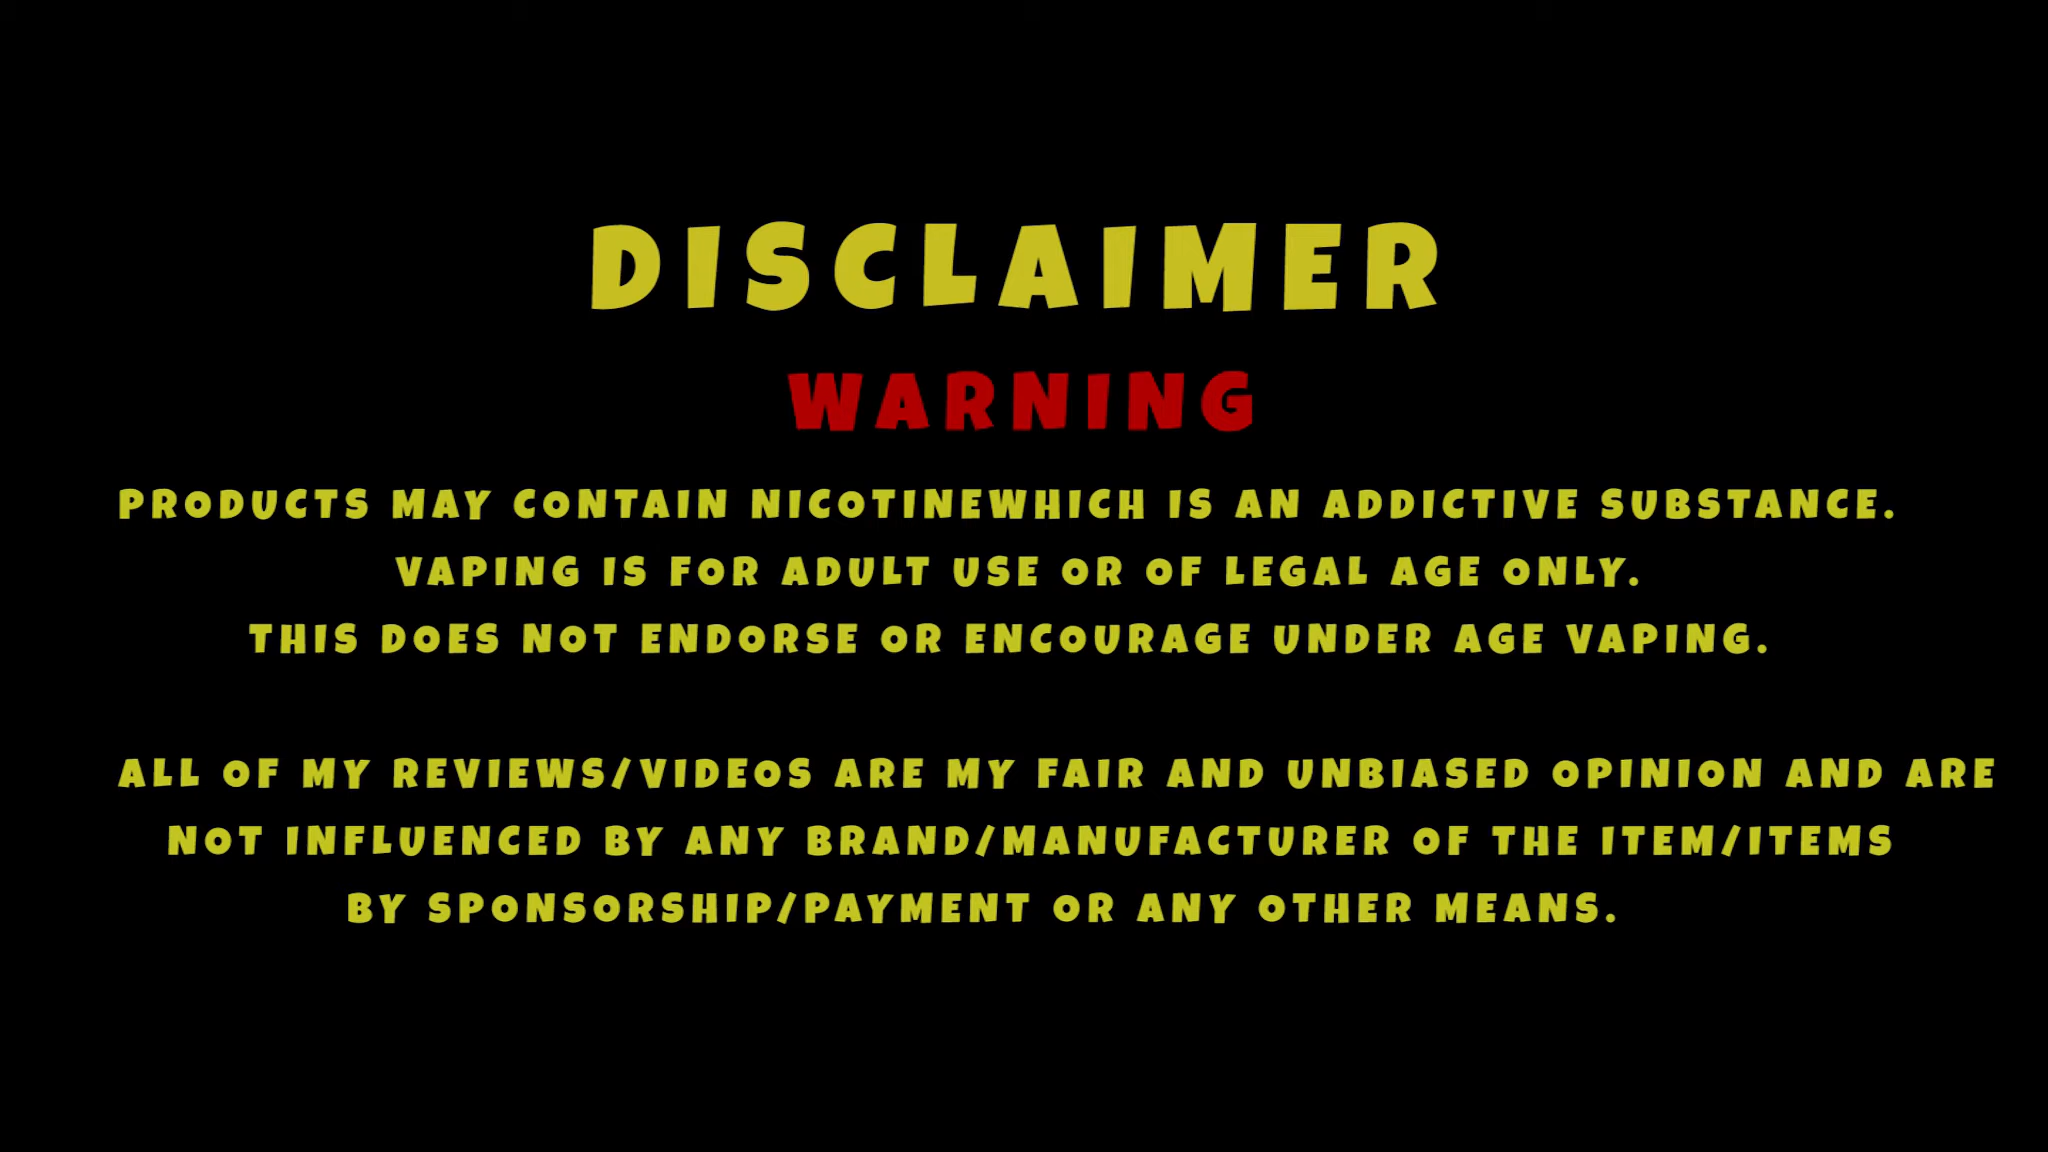 DISCLAIMER
WARNING
PRODUCTS MAY CONTAIN NICOTINEWHICH IS AN ADDICTIVE SUBSTANCE.
VAPING IS FOR ADULT USE OR OF LEGAL AGE ONLY.
THIS DOES NOT ENDORSE OR ENCOURAGE UNDER AGE VAPING.
ALL OF MY REVIEWS/VIDEOS ARE MY FAIR AND UNBIASED OPINION AND ARE
NOT INFLUENCED BY ANY BRAND/MANUFACTURER OF THE ITEM/ITEMS
BY SPONSORSHIP/PAYMENT OR ANY OTHER MEANS.